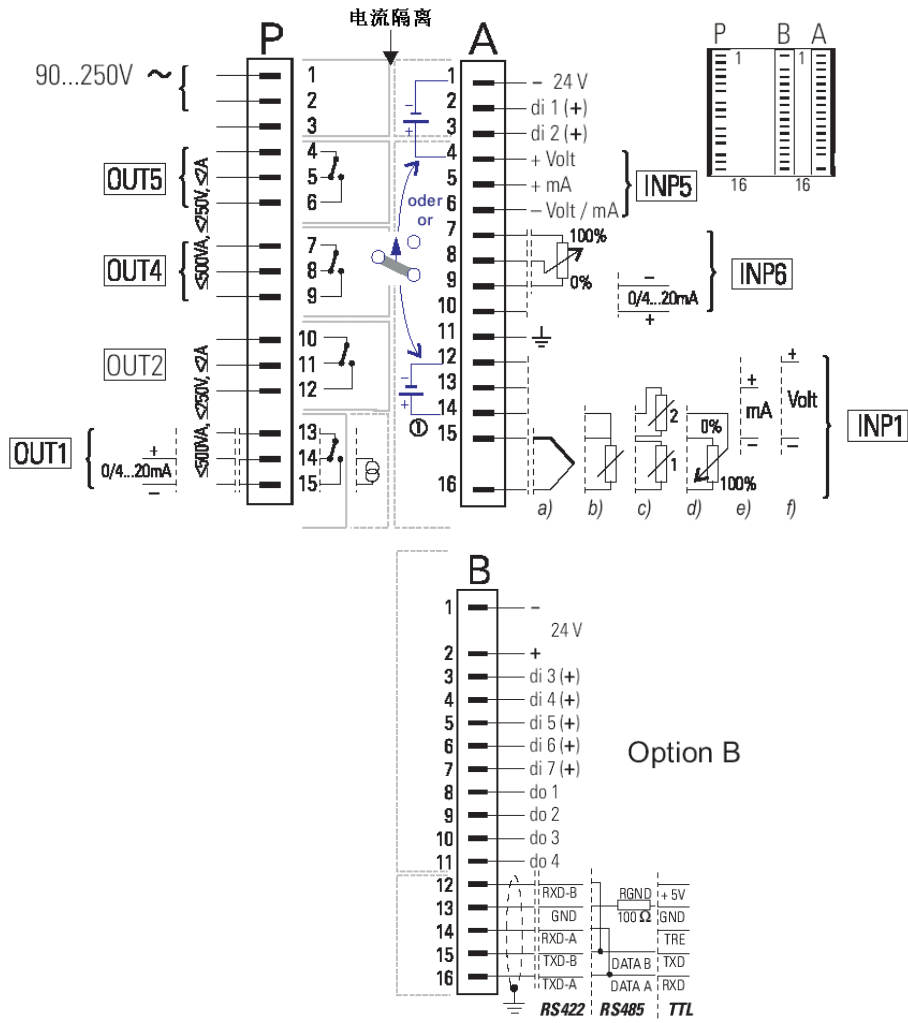 电流隔离
P
A
P B A
1 1
16 16
90...250V ~
1
2
3
4
5
6
7
8
9
10
11
12
13
14
15
OUT5
OUT4
OUT2
OUT1
≤500VA, ≤250V, ≤2A
≤500VA, ≤250V, ≤2A
+
0/4...20mA
−
−
+
oder
or
−
+
①
1
2
3
4
5
6
7
8
9
10
11
12
13
14
15
16
− 24 V
di 1 (+)
di 2 (+)
+ Volt
+ mA
− Volt / mA
INP5
100%
0%
−
0/4...20mA
+
INP6
2
1
0%
100%
+
mA
−
+
Volt
−
INP1
a) b) c) d) e) f)
B
1 −
24 V
2 +
3 di 3 (+)
4 di 4 (+)
5 di 5 (+)
6 di 6 (+)
7 di 7 (+)
8 do 1
9 do 2
10 do 3
11 do 4
Option B
12 RXD-B RGND +5V
13 GND 100 Ω GND
14 RXD-A TRE
15 TXD-B DATA B TXD
16 TXD-A DATA A RXD
RS422 RS485 TTL